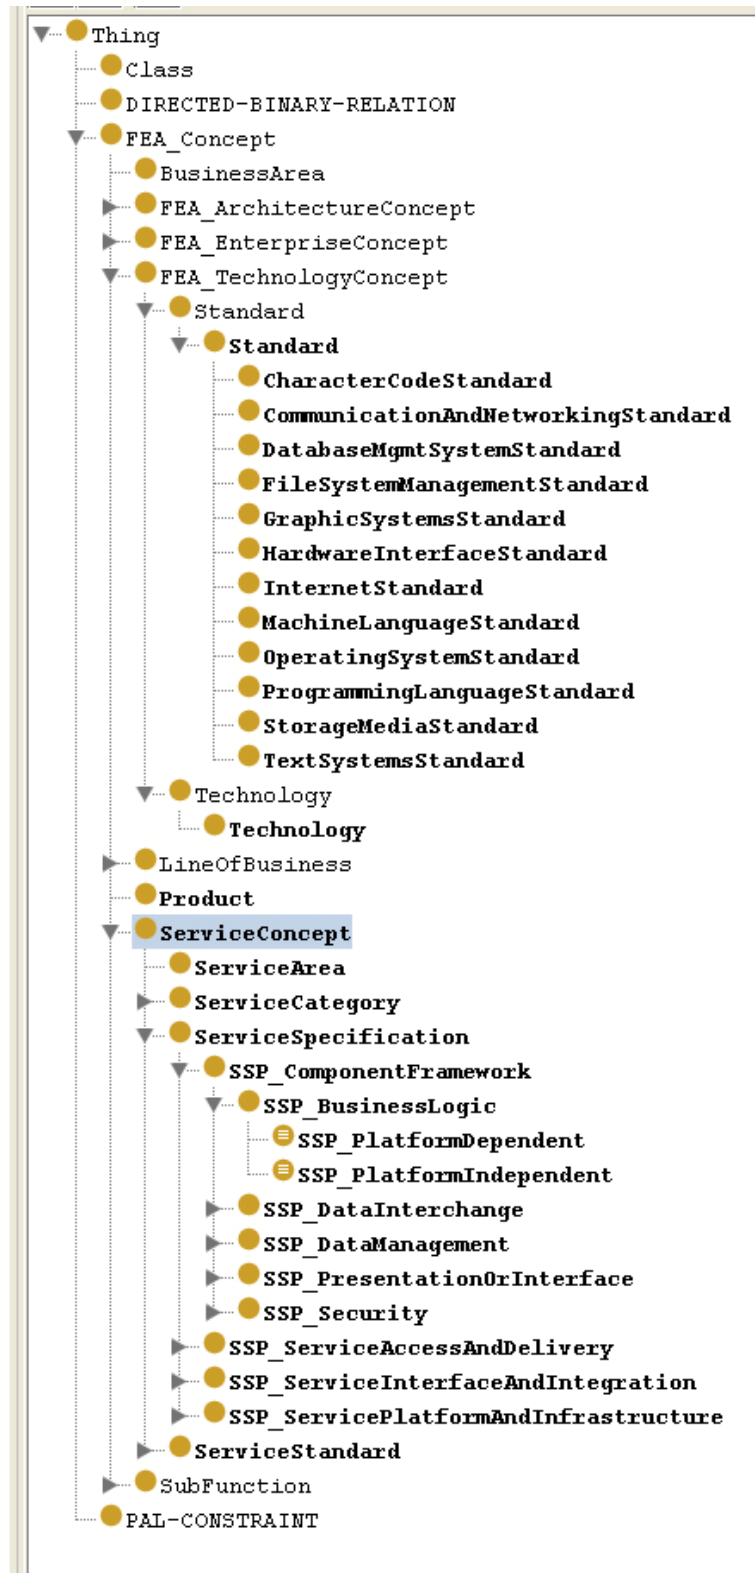 Thing
Class
DIRECTED-BINARY-RELATION
FEA_Concept
BusinessArea
FEA_ArchitectureConcept
FEA_EnterpriseConcept
FEA_TechnologyConcept
Standard
Standard
CharacterCodeStandard
CommunicationAndNetworkingStandard
DatabaseMgmtSystemStandard
FileSystemManagementStandard
GraphicSystemsStandard
HardwareInterfaceStandard
InternetStandard
MachineLanguageStandard
OperatingSystemStandard
ProgrammingLanguageStandard
StorageMediaStandard
TextSystemsStandard
Technology
Technology
LineOfBusiness
Product
ServiceConcept
ServiceArea
ServiceCategory
ServiceSpecification
SSP_ComponentFramework
SSP_BusinessLogic
SSP_PlatformDependent
SSP_PlatformIndependent
SSP_DataInterchange
SSP_DataManagement
SSP_PresentationOrInterface
SSP_Security
SSP_ServiceAccessAndDelivery
SSP_ServiceInterfaceAndIntegration
SSP_ServicePlatformAndInfrastructure
ServiceStandard
SubFunction
PAL-CONSTRAINT